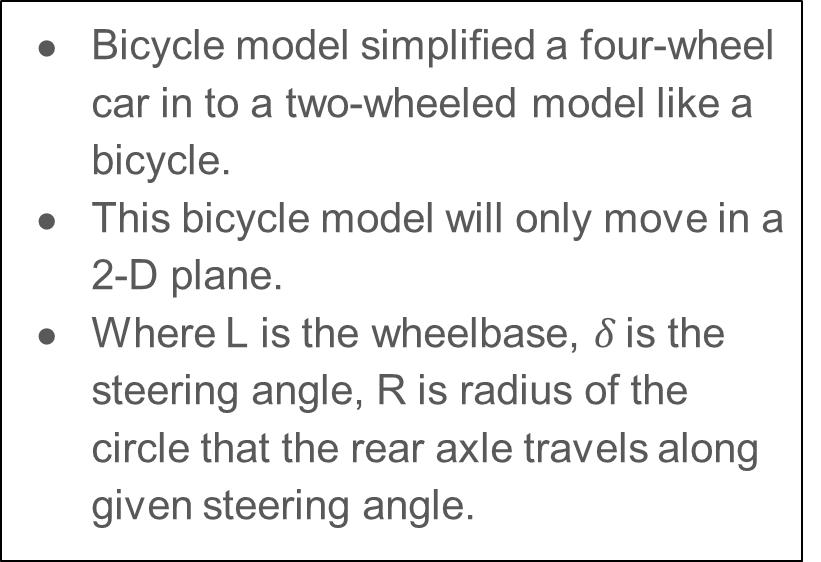 ● Bicycle model simplified a four-wheel
car in to a two-wheeled model like a
bicycle.
● This bicycle model will only move in a
2-D plane.
● Where L is the wheelbase, 𝛿 is the
steering angle, R is radius of the
circle that the rear axle travels along
given steering angle.